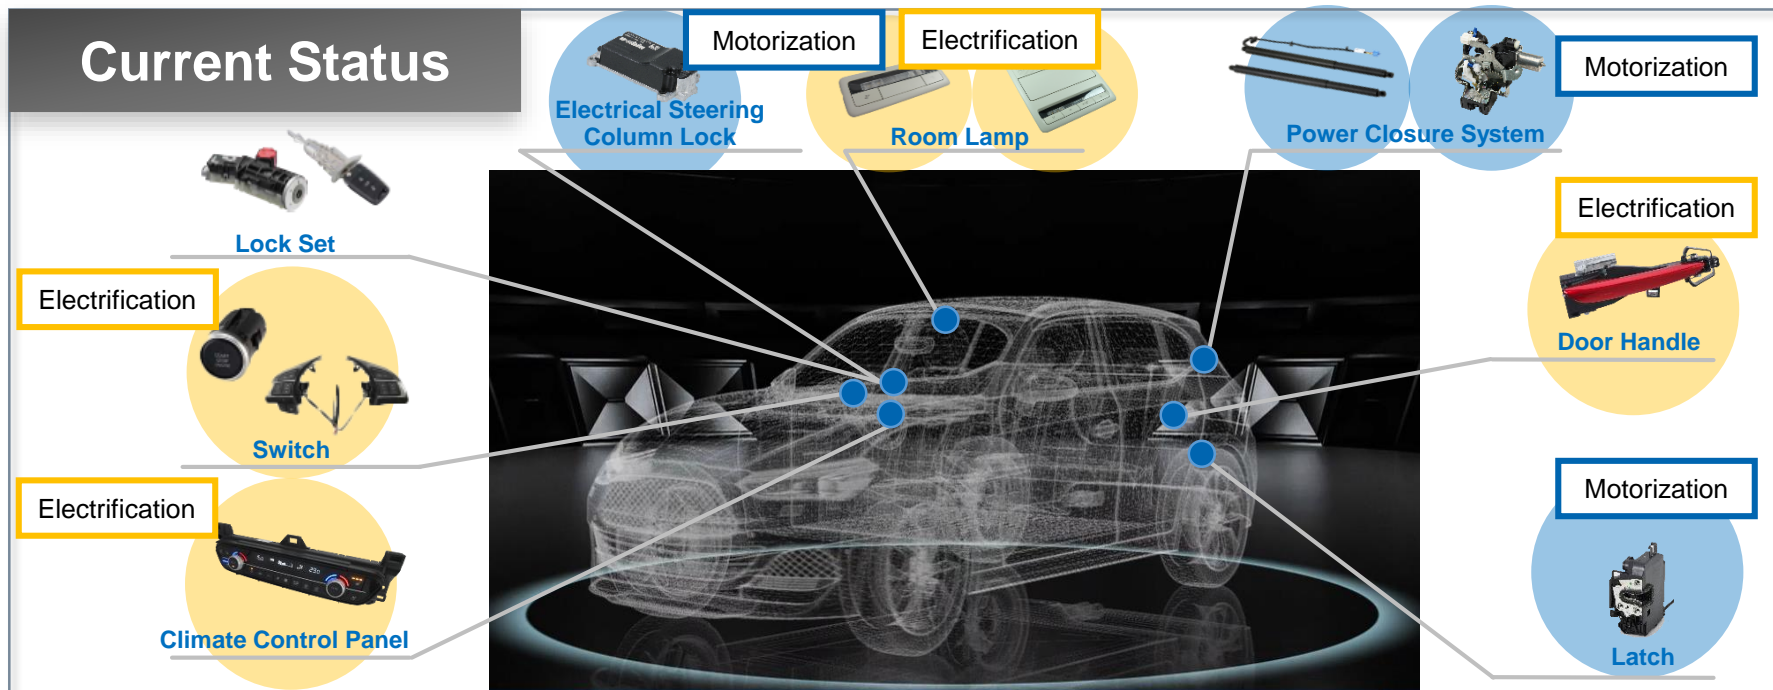 Current Status
Motorization
Electrification
Motorization
Electrical Steering
Column Lock
Room Lamp
Power Closure System
Electrification
Lock Set
Electrification
Door Handle
Switch
Motorization
Electrification
Climate Control Panel
Latch